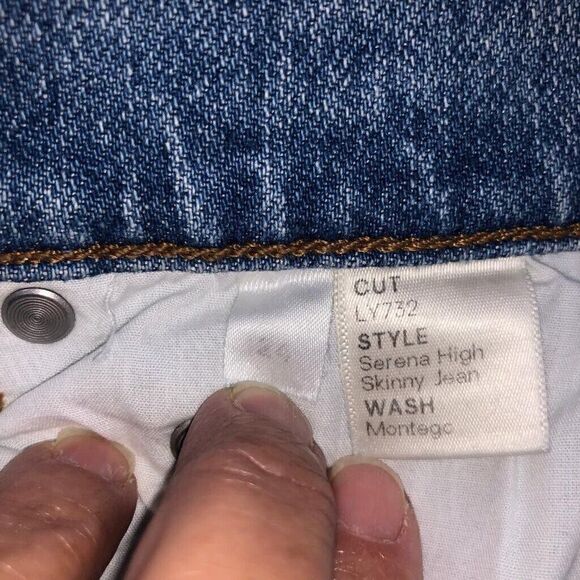 CUT
LY732
STYLE
Serena High
Skinny Jean
WASH
Montego